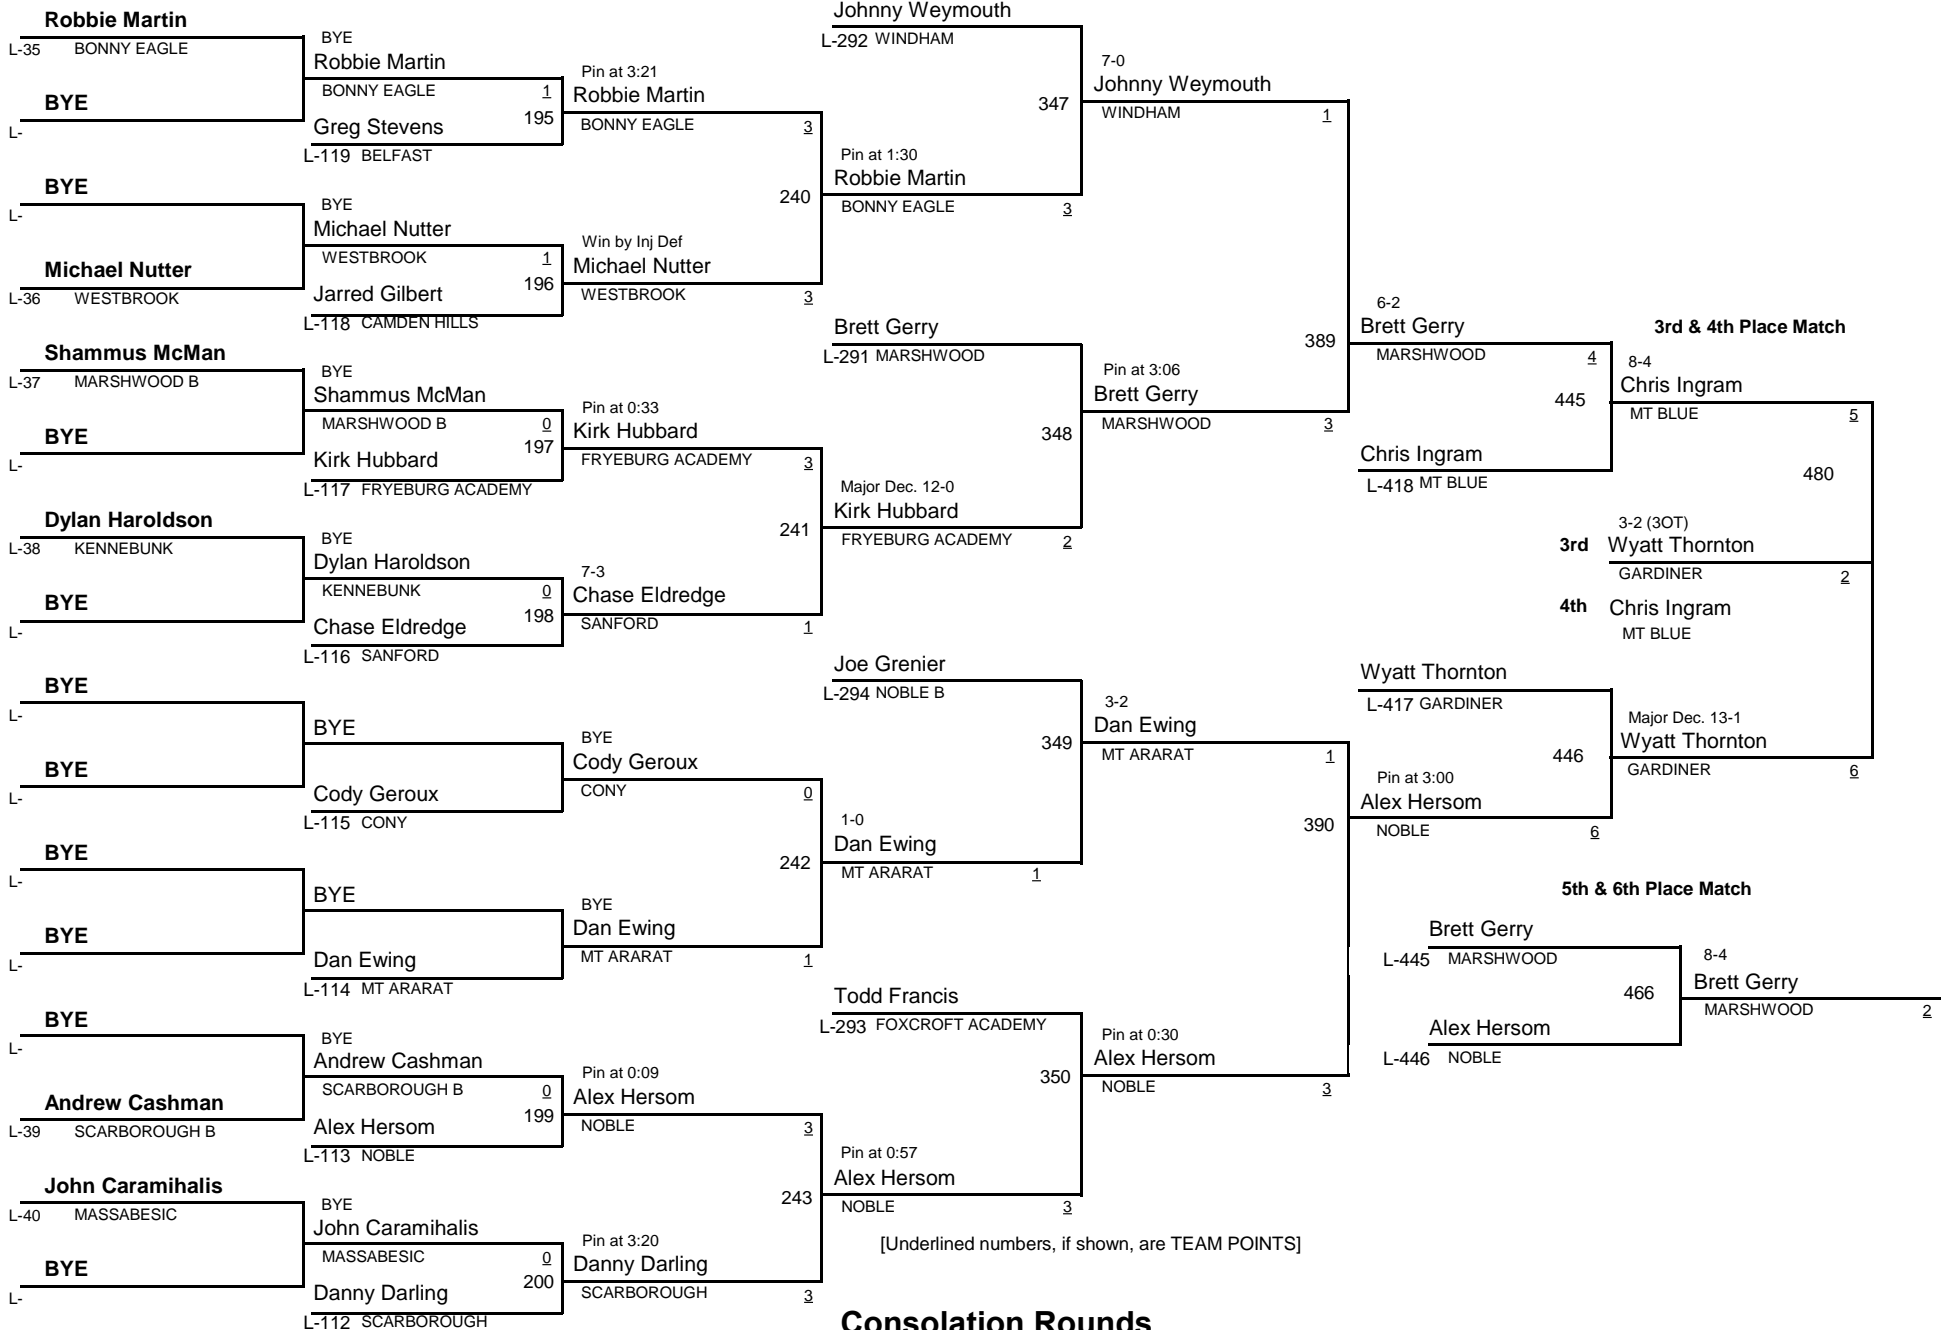 Robbie Martin
L-35 BONNY EAGLE
BYE
L-
BYE
L-
Michael Nutter
L-36 WESTBROOK
Shammus McMan
L-37 MARSHWOOD B
BYE
L-
Dylan Haroldson
L-38 KENNEBUNK
BYE
L-
BYE
L-
BYE
L-
BYE
L-
BYE
L-
BYE
L-
Andrew Cashman
L-39 SCARBOROUGH B
John Caramihalis
L-40 MASSABESIC
BYE
L-
BYE
Robbie Martin
BONNY EAGLE 1
195
Greg Stevens
L-119 BELFAST
BYE
Michael Nutter
WESTBROOK 1
196
Jarred Gilbert
L-118 CAMDEN HILLS
BYE
Shammus McMan
MARSHWOOD B 0
197
Kirk Hubbard
L-117 FRYEBURG ACADEMY
BYE
Dylan Haroldson
KENNEBUNK 0
198
Chase Eldredge
L-116 SANFORD
BYE
Cody Geroux
L-115 CONY
BYE
Dan Ewing
L-114 MT ARARAT
BYE
Andrew Cashman
SCARBOROUGH B 0
199
Alex Hersom
L-113 NOBLE
BYE
John Caramihalis
MASSABESIC 0
200
Danny Darling
L-112 SCARBOROUGH
Pin at 3:21
Robbie Martin
BONNY EAGLE 3
240
Win by Inj Def
Michael Nutter
WESTBROOK 3
Pin at 0:33
Kirk Hubbard
FRYEBURG ACADEMY 3
241
7-3
Chase Eldredge
SANFORD 1
BYE
Cody Geroux
CONY 0
242
BYE
Dan Ewing
MT ARARAT 1
Pin at 0:09
Alex Hersom
NOBLE 3
243
Pin at 3:20
Danny Darling
SCARBOROUGH 3
Johnny Weymouth
L-292 WINDHAM
347
Pin at 1:30
Robbie Martin
BONNY EAGLE 3
Brett Gerry
L-291 MARSHWOOD
348
Major Dec. 12-0
Kirk Hubbard
FRYEBURG ACADEMY 2
Joe Grenier
L-294 NOBLE B
349
1-0
Dan Ewing
MT ARARAT 1
Todd Francis
L-293 FOXCROFT ACADEMY
350
Pin at 0:57
Alex Hersom
NOBLE 3
7-0
Johnny Weymouth
WINDHAM 1
389
Pin at 3:06
Brett Gerry
MARSHWOOD 3
3-2
Dan Ewing
MT ARARAT 1
390
Pin at 0:30
Alex Hersom
NOBLE 3
6-2
Brett Gerry
MARSHWOOD 4
445
Chris Ingram
L-418 MT BLUE
Wyatt Thornton
L-417 GARDINER
446
Pin at 3:00
Alex Hersom
NOBLE 6
3rd & 4th Place Match
8-4
Chris Ingram
MT BLUE 5
480
3-2 (3OT)
3rd Wyatt Thornton
GARDINER 2
4th Chris Ingram
MT BLUE
Major Dec. 13-1
Wyatt Thornton
GARDINER 6
5th & 6th Place Match
Brett Gerry
L-445 MARSHWOOD
466
Alex Hersom
L-446 NOBLE
8-4
Brett Gerry
MARSHWOOD 2
[Underlined numbers, if shown, are TEAM POINTS]
Consolation Rounds